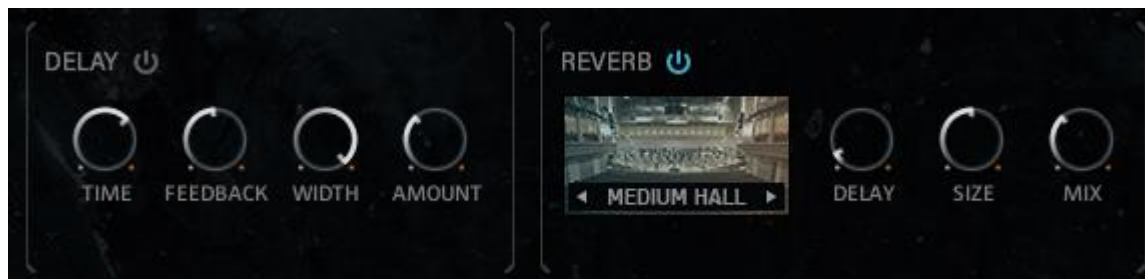 DELAY
TIME FEEDBACK WIDTH AMOUNT
REVERB
MEDIUM HALL
DELAY SIZE MIX